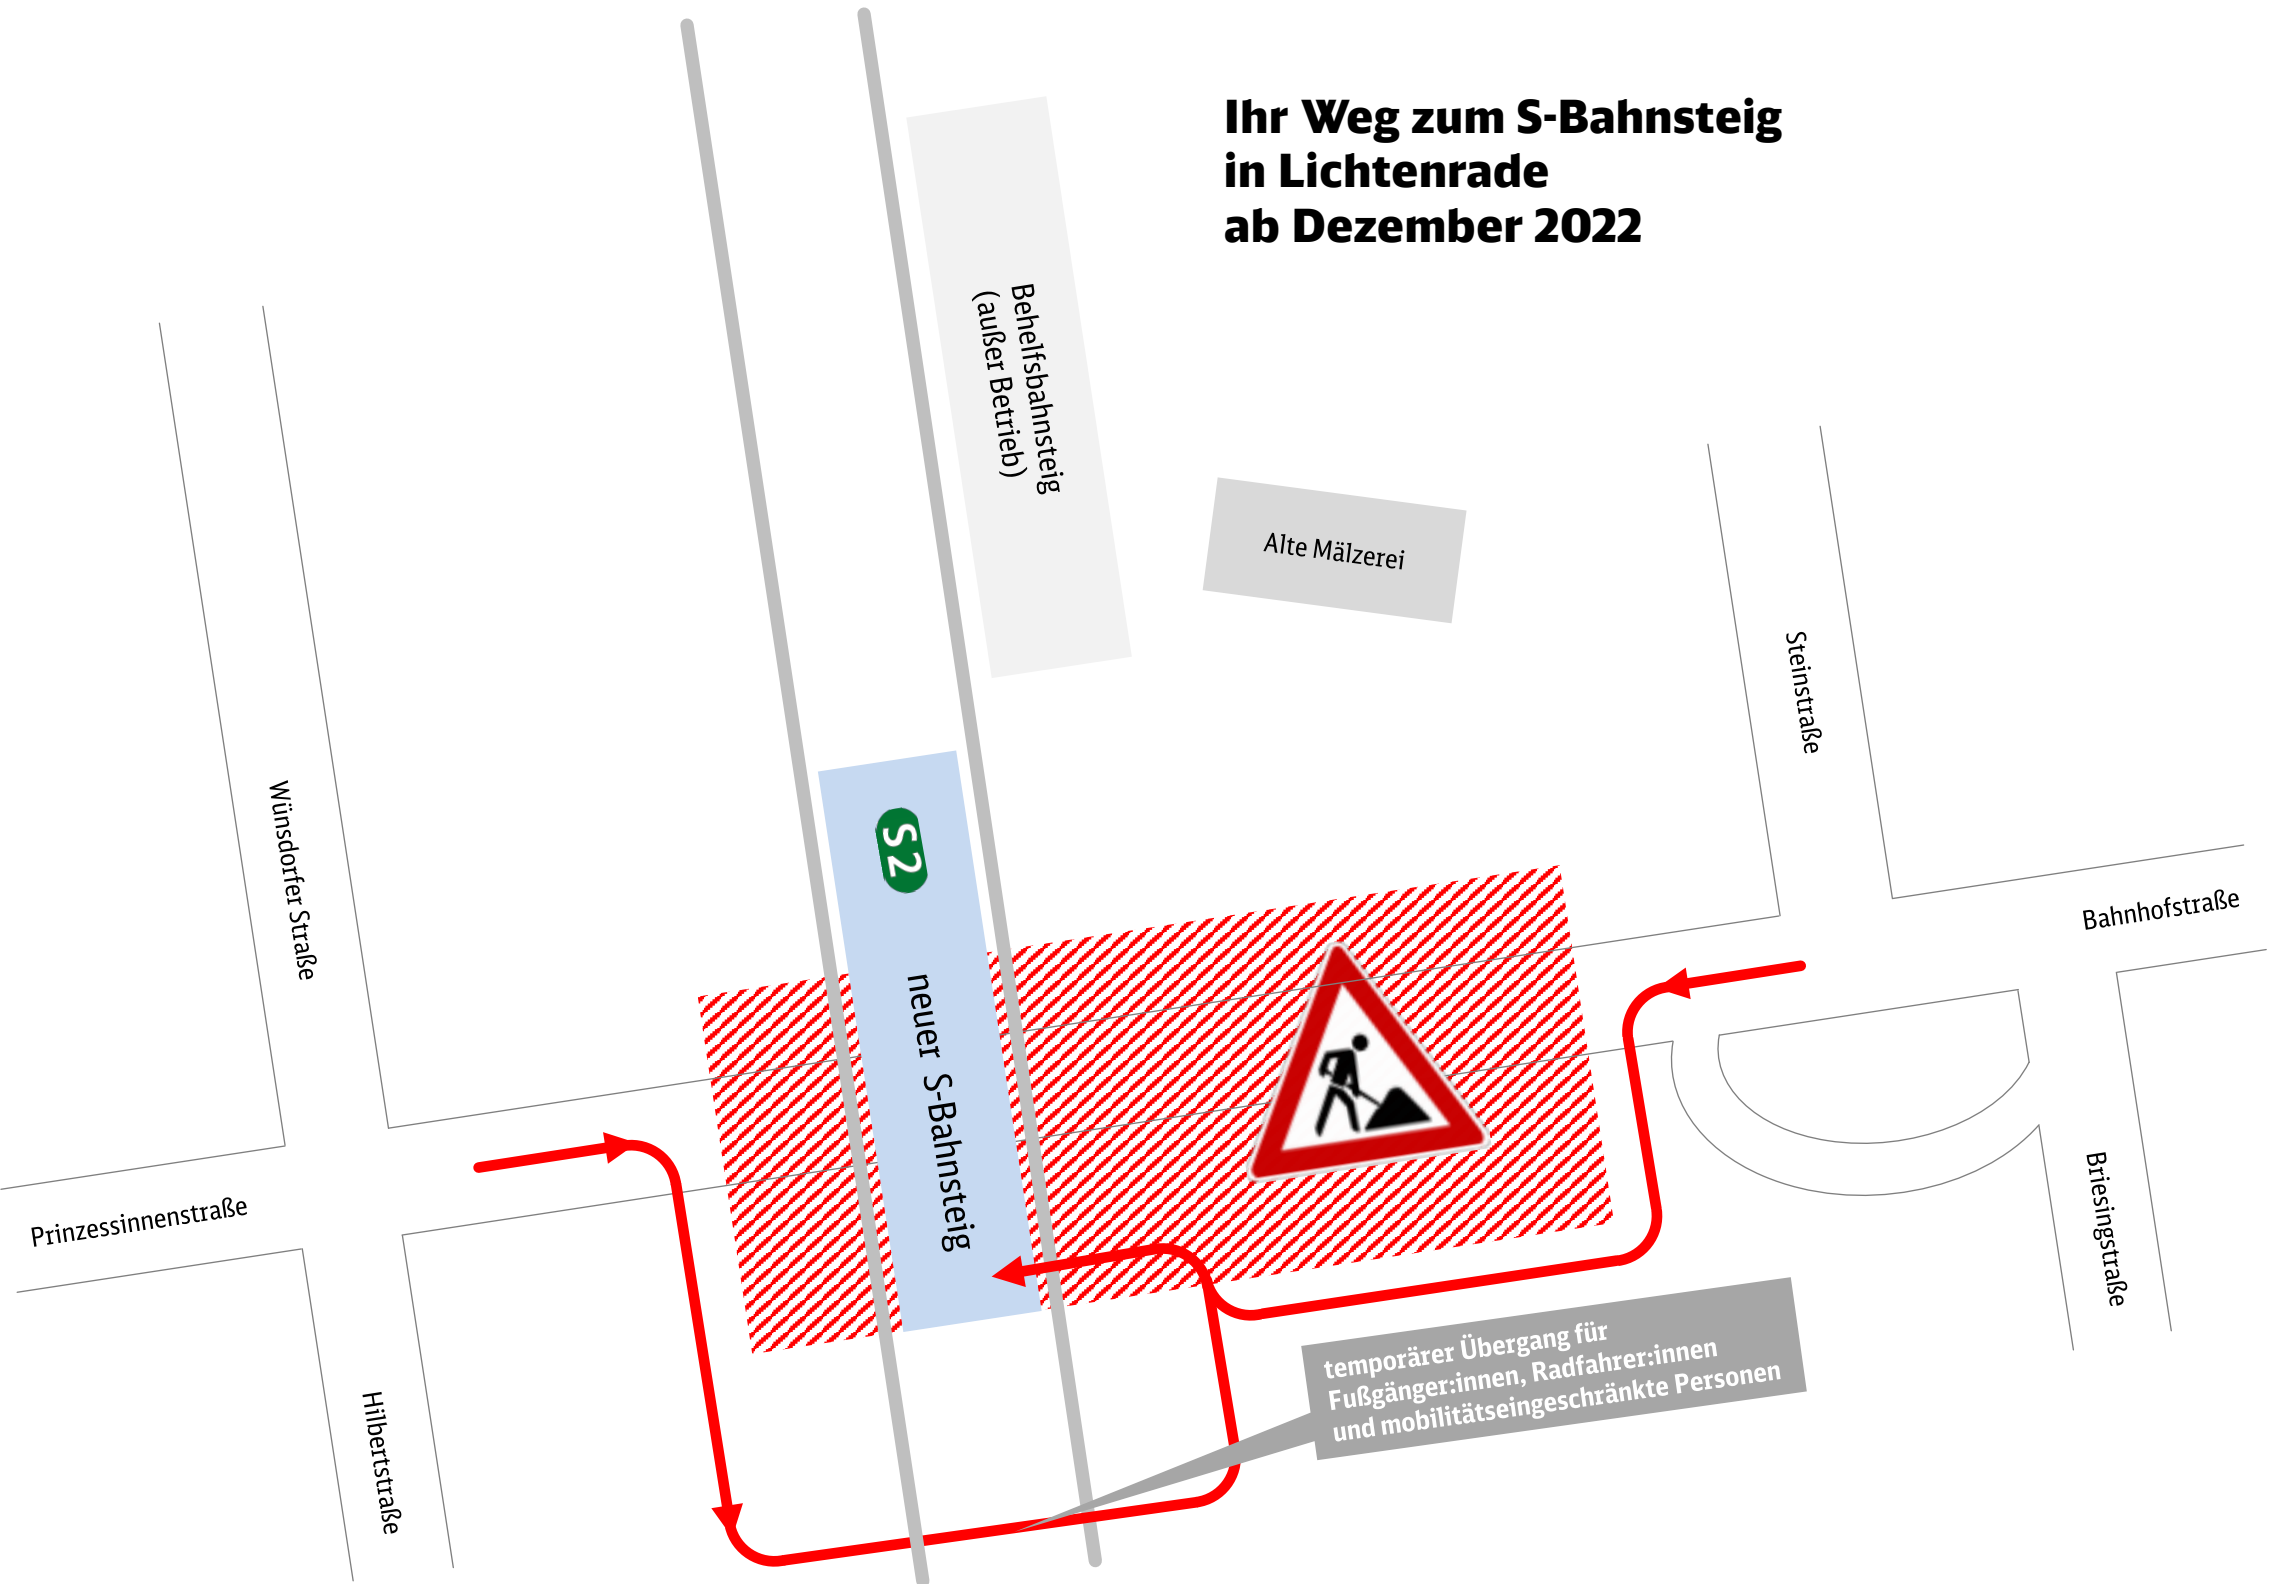 Ihr Weg zum S-Bahnsteig
in Lichtenrade
ab Dezember 2022
Behelfsbahnsteig
(außer Betrieb)
Alte Mälzerei
Steinstraße
Wünsdorfer Straße
S2
neuer S-Bahnsteig
Bahnhofstraße
Prinzessinnenstraße
Briesingstraße
Hilbertstraße
temporärer Übergang für
Fußgänger:innen, Radfahrer:innen
und mobilitätseingeschränkte Personen